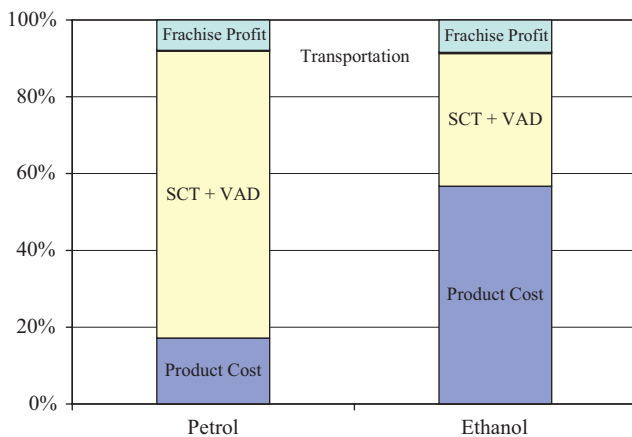 100%
80%
60%
40%
20%
0%
Frachise Profit
SCT + VAD
Product Cost
Transportation
Frachise Profit
SCT + VAD
Product Cost
Petrol
Ethanol